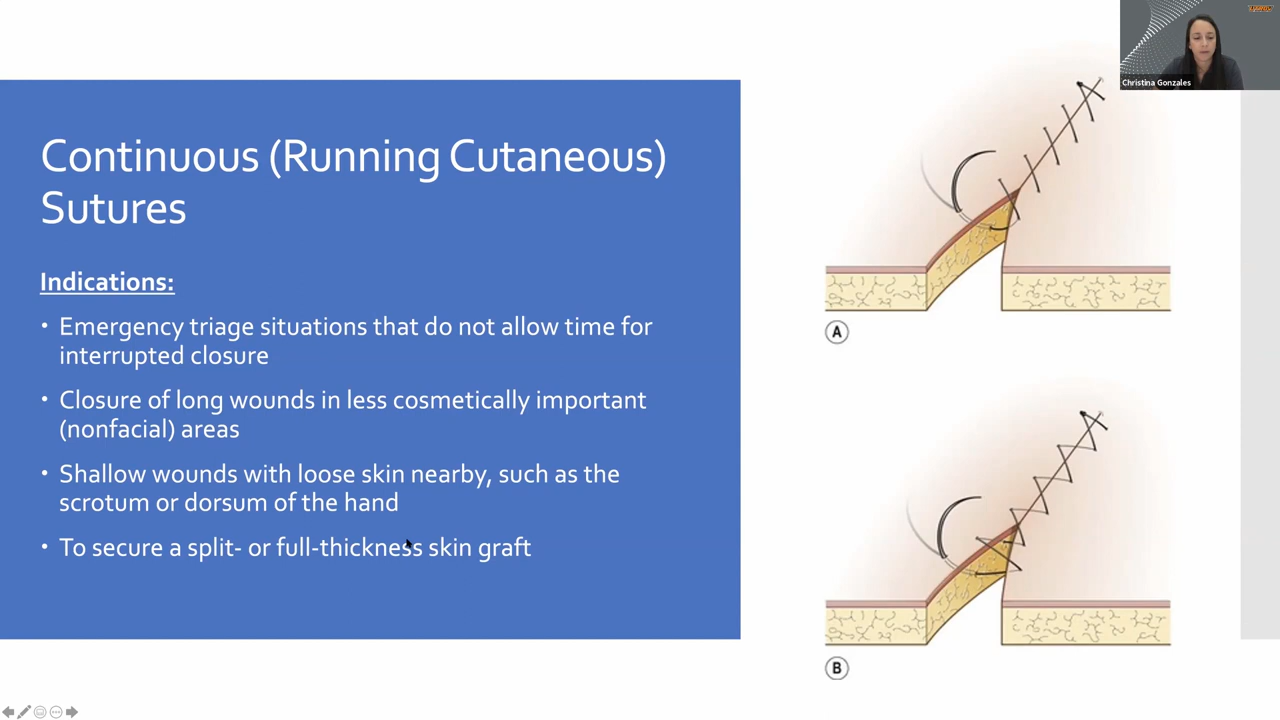 Continuous (Running Cutaneous)
Sutures
Indications:
• Emergency triage situations that do not allow time for
interrupted closure
• Closure of long wounds in less cosmetically important
(nonfacial) areas
• Shallow wounds with loose skin nearby, such as the
scrotum or dorsum of the hand
• To secure a split- or full-thickness skin graft
A
B
Christina Gonzales